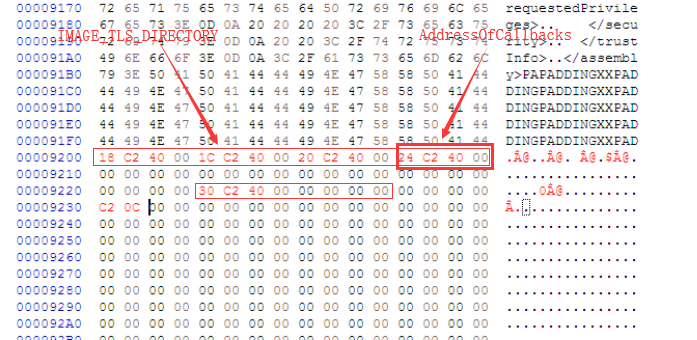 00009170 72 65 71 75 65 73 74 65 64 50 72 69 76 69 6C 65 requestedPrivile
00009180 67 65 73 3E 0D 0A 20 20 20 20 3C 2F 73 65 63 75 ges>..    </secu
IMAGE_TLS_DIRECTORY AddressOfCallbacks
00009190 72 69 74 79 3E 0D 0A 20 20 3C 2F 74 72 75 73 74 rity>..  </trust
000091A0 49 6E 66 6F 3E 0D 0A 3C 2F 61 73 73 65 6D 62 6C Info>..</assembl
000091B0 79 3E 50 41 50 41 44 44 49 4E 47 58 58 50 41 44 y>PAPADDINGXXPAD
000091C0 44 49 4E 47 50 41 44 44 49 4E 47 58 58 50 41 44 DINGPADDINGXXPAD
000091D0 44 49 4E 47 50 41 44 44 49 4E 47 58 58 50 41 44 DINGPADDINGXXPAD
000091E0 44 49 4E 47 50 41 44 44 49 4E 47 58 58 50 41 44 DINGPADDINGXXPAD
000091F0 44 49 4E 47 50 41 44 44 49 4E 47 58 58 50 41 44 DINGPADDINGXXPAD
00009200 18 C2 40 00 1C C2 40 00 20 C2 40 00 24 C2 40 00 .Â@..Â@. Â@.$Â@.
00009210 00 00 00 00 00 00 00 00 00 00 00 00 00 00 00 00 ................
00009220 00 00 00 00 30 C2 40 00 00 00 00 00 00 00 00 00 ....0Â@.........
00009230 C2 0C 00 00 00 00 00 00 00 00 00 00 00 00 00 00 Â...............
00009240 00 00 00 00 00 00 00 00 00 00 00 00 00 00 00 00 ................
00009250 00 00 00 00 00 00 00 00 00 00 00 00 00 00 00 00 ................
00009260 00 00 00 00 00 00 00 00 00 00 00 00 00 00 00 00 ................
00009270 00 00 00 00 00 00 00 00 00 00 00 00 00 00 00 00 ................
00009280 00 00 00 00 00 00 00 00 00 00 00 00 00 00 00 00 ................
00009290 00 00 00 00 00 00 00 00 00 00 00 00 00 00 00 00 ................
000092A0 00 00 00 00 00 00 00 00 00 00 00 00 00 00 00 00 ................